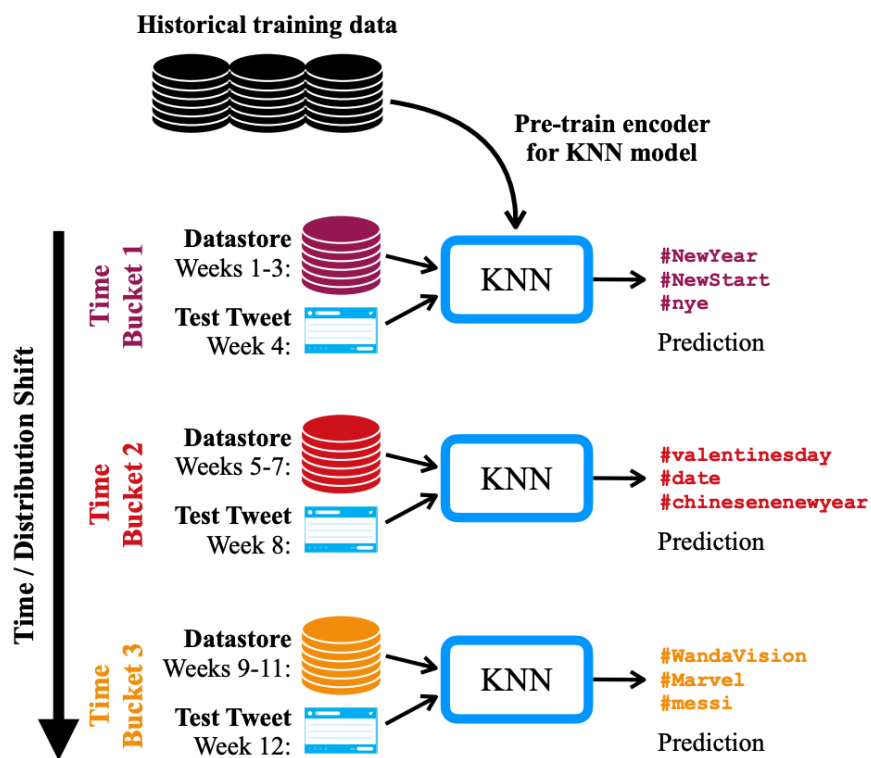 Historical training data
Pre-train encoder
for KNN model
Time / Distribution Shift
Time
Bucket 1
Datastore
Weeks 1-3:
Test Tweet
Week 4:
KNN
#NewYear
#NewStart
#nye
Prediction
Time
Bucket 2
Datastore
Weeks 5-7:
Test Tweet
Week 8:
KNN
#valentinesday
#date
#chinesenenewyear
Prediction
Time
Bucket 3
Datastore
Weeks 9-11:
Test Tweet
Week 12:
KNN
#WandaVision
#Marvel
#messi
Prediction